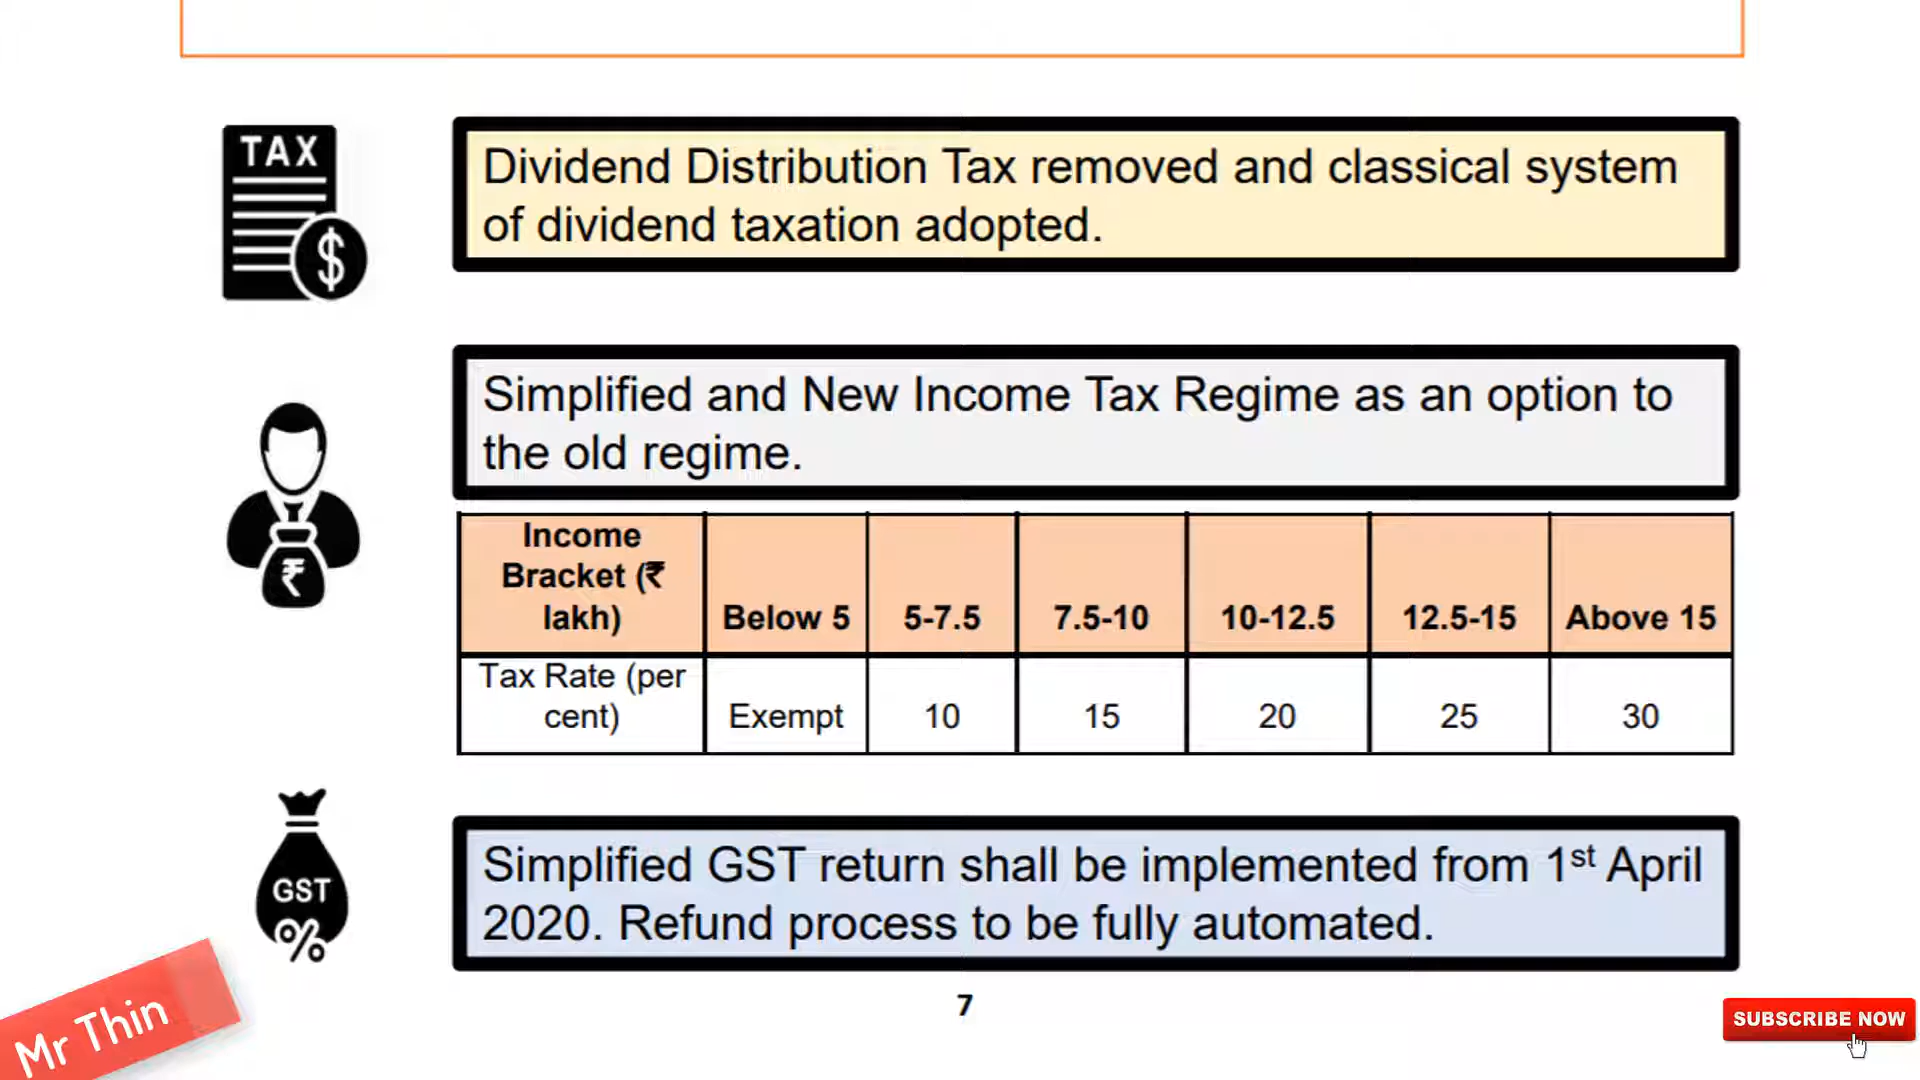 TAX
$
Dividend Distribution Tax removed and classical system
of dividend taxation adopted.
Simplified and New Income Tax Regime as an option to
the old regime.
₹
Income Bracket (₹ lakh) Below 5 5-7.5 7.5-10 10-12.5 12.5-15 Above 15
Tax Rate (per cent) Exempt 10 15 20 25 30
GST
%
Simplified GST return shall be implemented from 1st April
2020. Refund process to be fully automated.
7
Mr Thin
SUBSCRIBE NOW